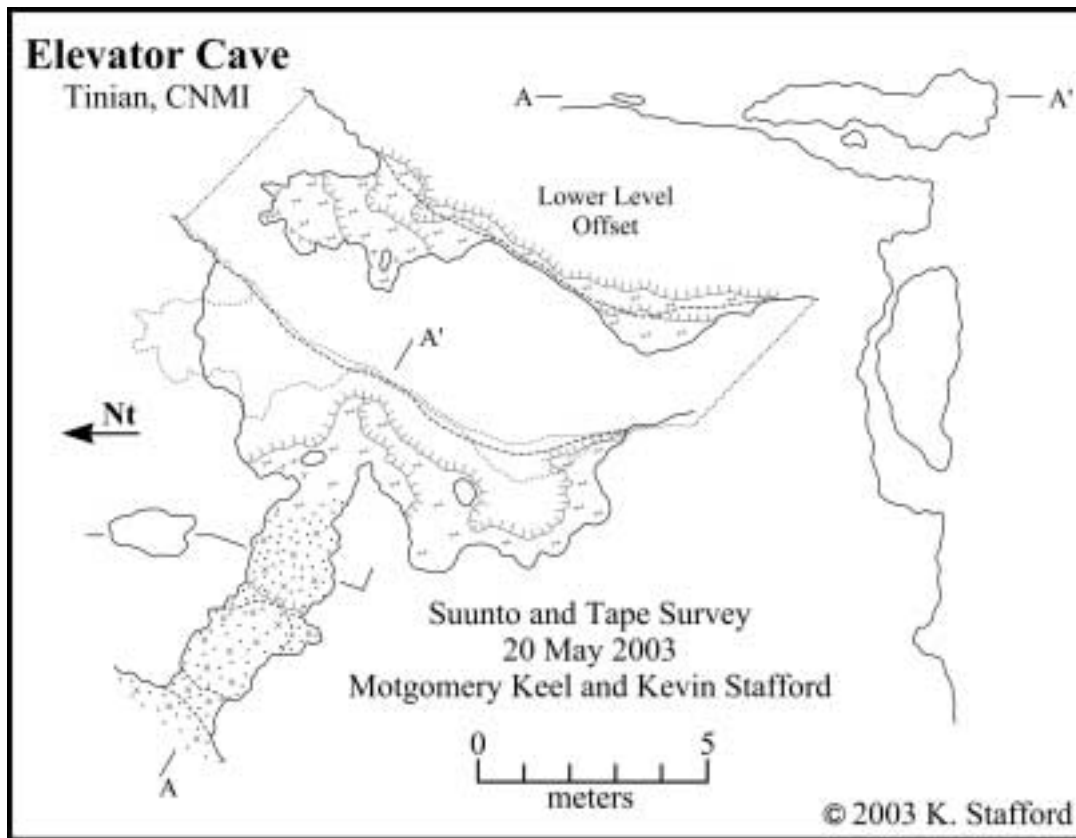 Elevator Cave
Tinian, CNMI
A
A'
Lower Level
Offset
A'
Nt
Suunto and Tape Survey
20 May 2003
Motgomery Keel and Kevin Stafford
A
0 5
meters
© 2003 K. Stafford